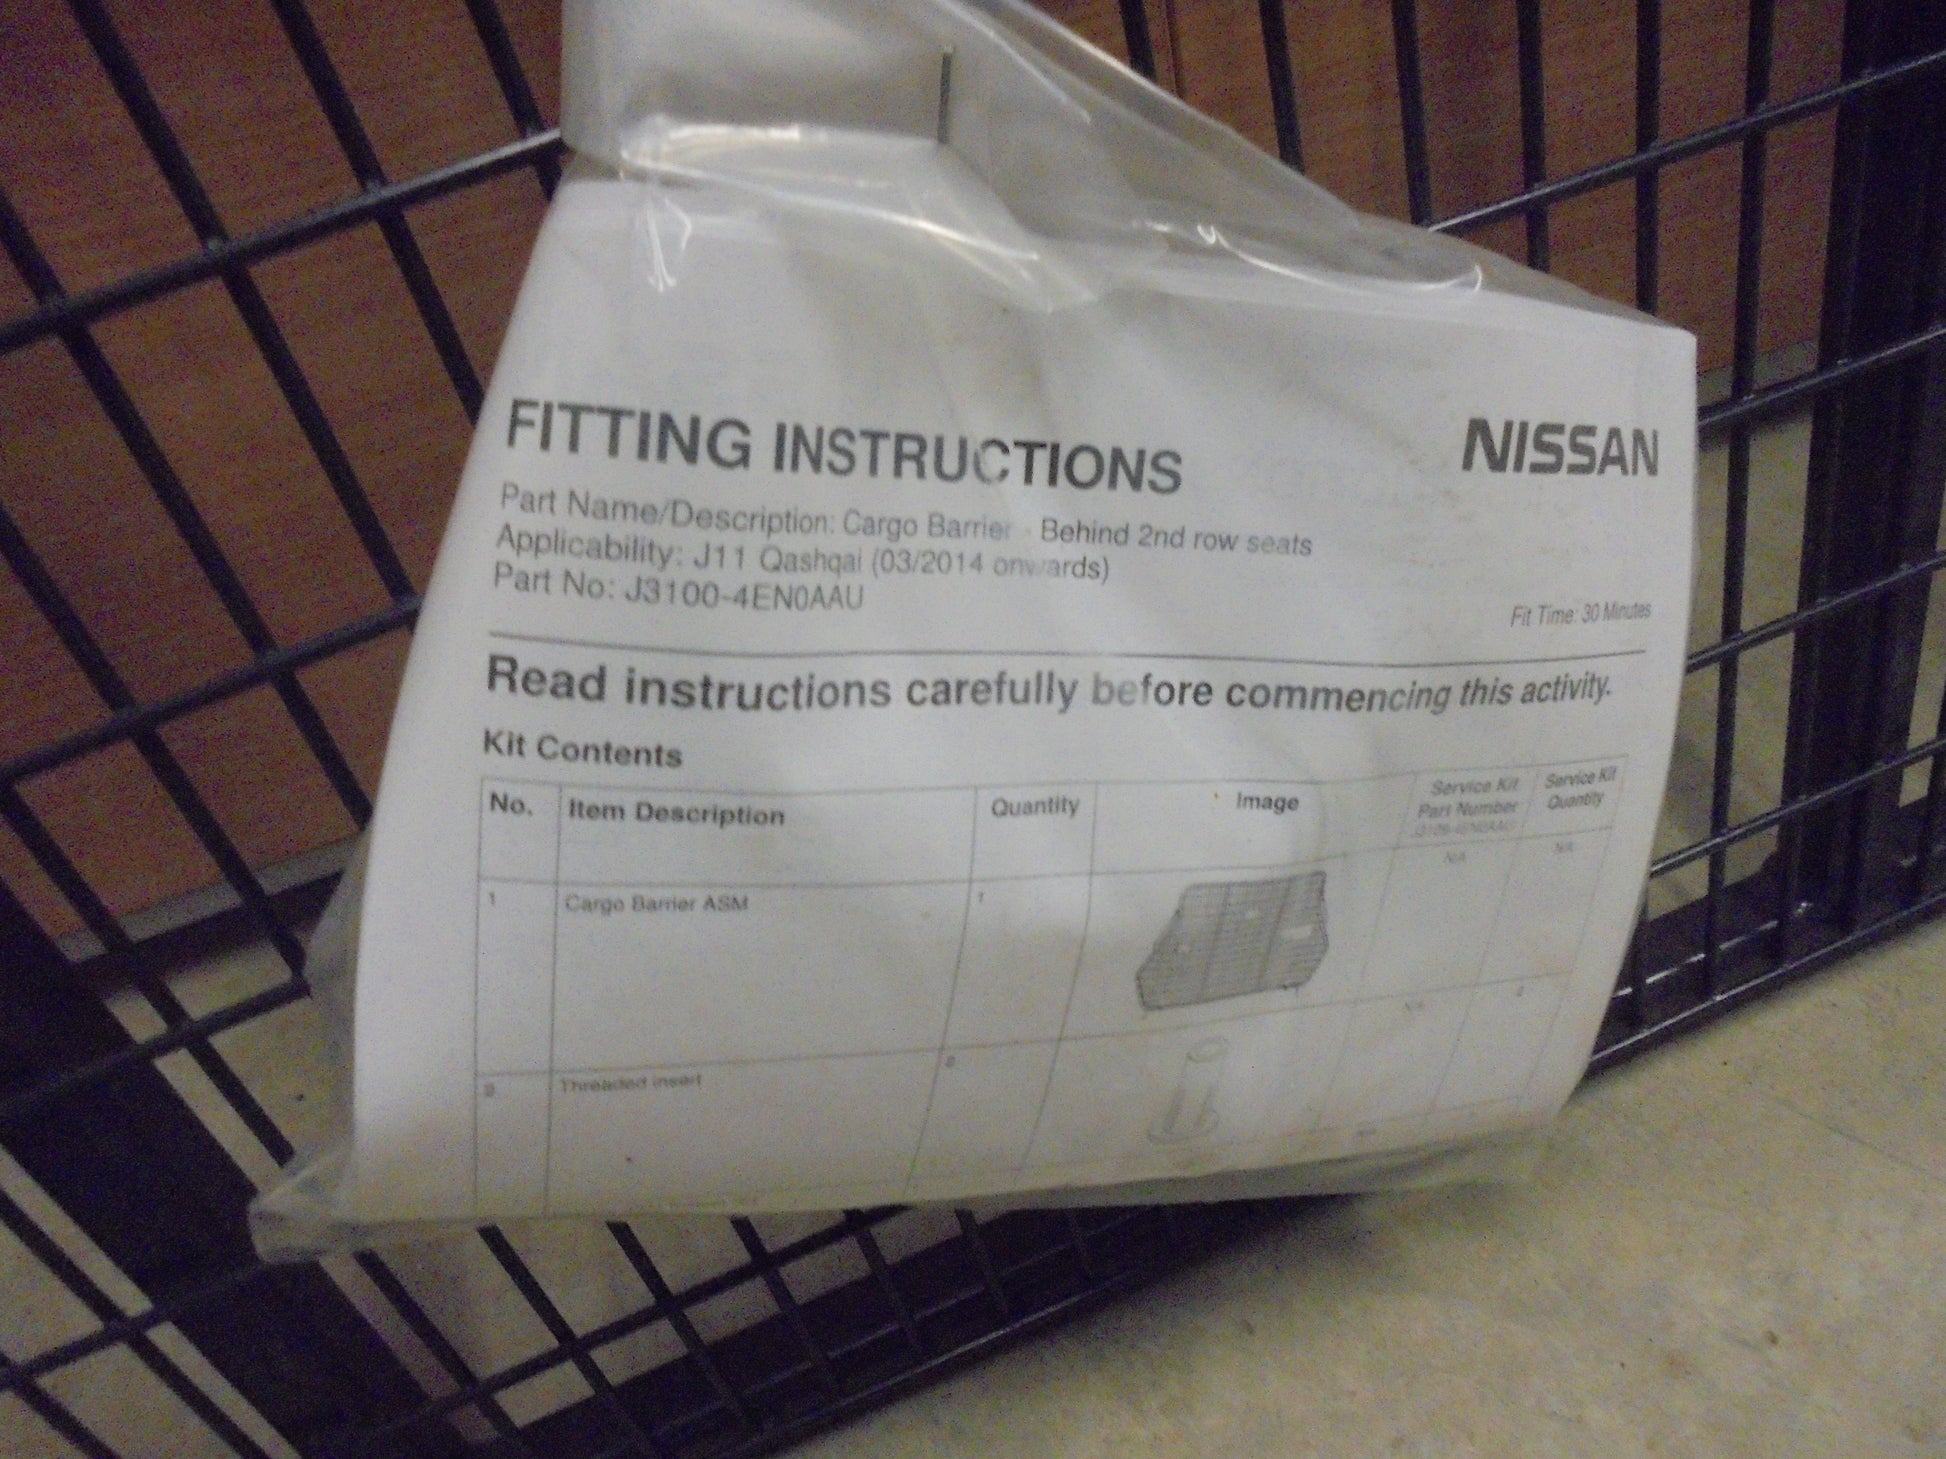 FITTING INSTRUCTIONS
NISSAN
Part Name/Description: Cargo Barrier - Behind 2nd row seats
Applicability: J11 Qashqai (03/2014 onwards)
Part No: J3100-4EN0AAU
Fit Time: 30 Minutes
Read instructions carefully before commencing this activity.
Kit Contents
No. Item Description Quantity Image Service Kit Part Number Service Kit Quantity
1 Cargo Barrier ASM 1 N/A N/A
Threaded insert N/A